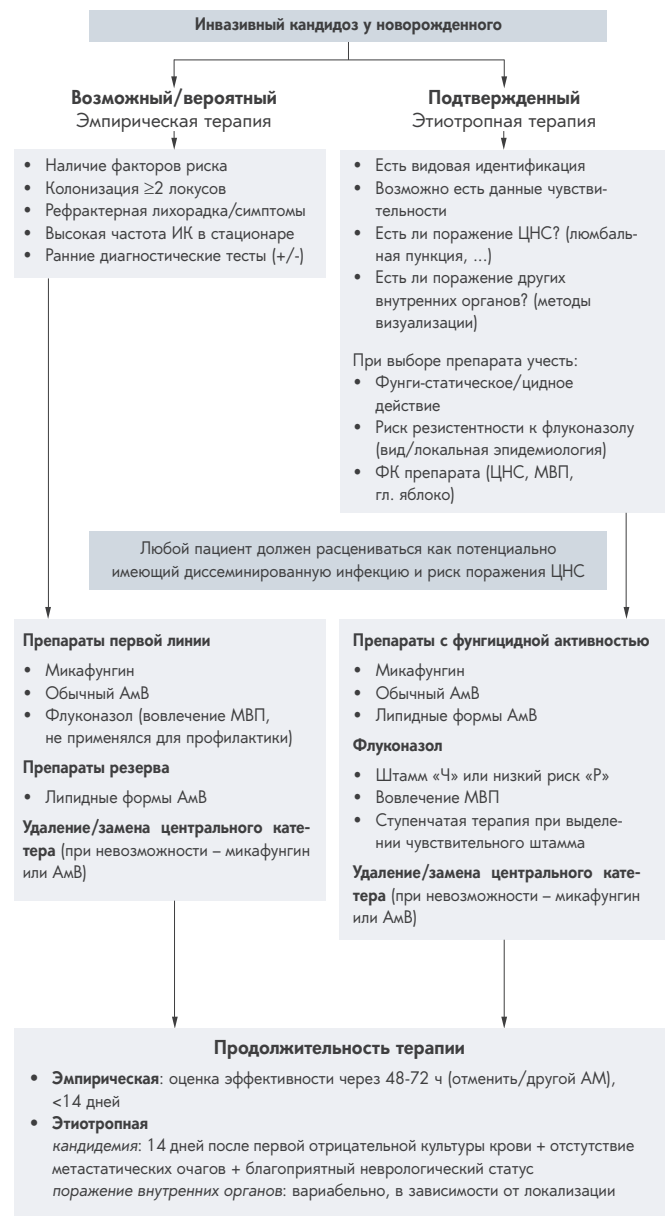 Инвазивный кандидоз у новорожденного
Возможный/вероятный
Эмпирическая терапия
• Наличие факторов риска
• Колонизация ≥2 локусов
• Рефрактерная лихорадка/симптомы
• Высокая частота ИК в стационаре
• Ранние диагностические тесты (+/-)
Подтвержденный
Этиотропная терапия
• Есть видовая идентификация
• Возможно есть данные чувстви-
тельности
• Есть ли поражение ЦНС? (люмбаль-
ная пункция, ...)
• Есть ли поражение других
внутренних органов? (методы
визуализации)
При выборе препарата учесть:
• Фунги-статическое/цидное
действие
• Риск резистентности к флуконазолу
(вид/локальная эпидемиология)
• ФК препарата (ЦНС, МВП,
гл. яблоко)
Любой пациент должен расцениваться как потенциально
имеющий диссеминированную инфекцию и риск поражения ЦНС
Препараты первой линии
• Микафунгин
• Обычный АмВ
• Флуконазол (вовлечение МВП,
не применялся для профилактики)
Препараты резерва
• Липидные формы АмВ
Удаление/замена центрального кате-
тера (при невозможности – микафунгин
или АмВ)
Препараты с фунгицидной активностью
• Микафунгин
• Обычный АмВ
• Липидные формы АмВ
Флуконазол
• Штамм «Ч» или низкий риск «Р»
• Вовлечение МВП
• Ступенчатая терапия при выделе-
нии чувствительного штамма
Удаление/замена центрального кате-
тера (при невозможности – микафунгин
или АмВ)
Продолжительность терапии
• Эмпирическая: оценка эффективности через 48-72 ч (отменить/другой АМ),
<14 дней
• Этиотропная
кандидемия: 14 дней после первой отрицательной культуры крови + отстутствие
метастатических очагов + благоприятный неврологический статус
поражение внутренних органов: вариабельно, в зависимости от локализации